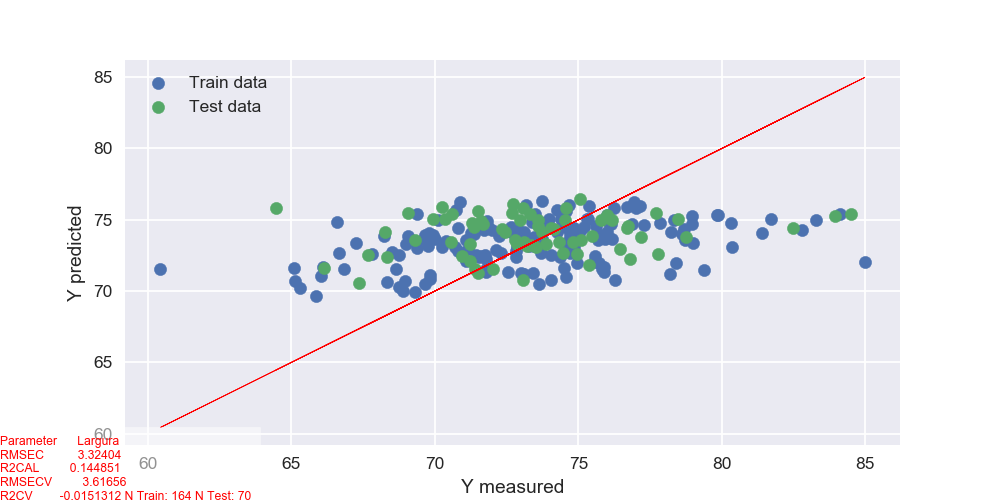 85
80
75
70
65
60
Y predicted
Train data
Test data
60
65
70
75
80
85
Y measured
Parameter Largura
RMSEC 3.32404
R2CAL 0.144851
RMSECV 3.61656
R2CV -0.0151312 N Train: 164 N Test: 70